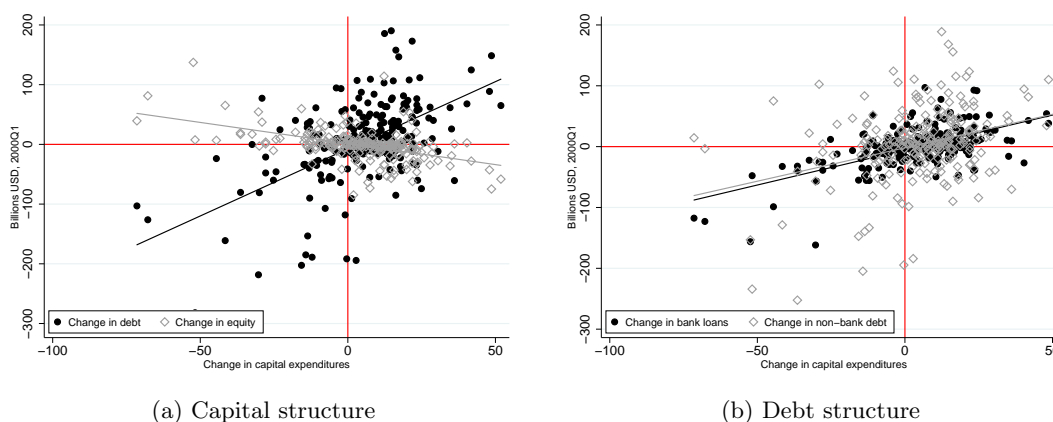 200
100
0
−100
−200
−300
Billions USD, 2000Q1
−100
−50
0
50
Change in capital expenditures
Change in debt
Change in equity
(a) Capital structure
200
100
0
−100
−200
−300
Billions USD, 2000Q1
−100
−50
0
50
Change in capital expenditures
Change in bank loans
Change in non−bank debt
(b) Debt structure